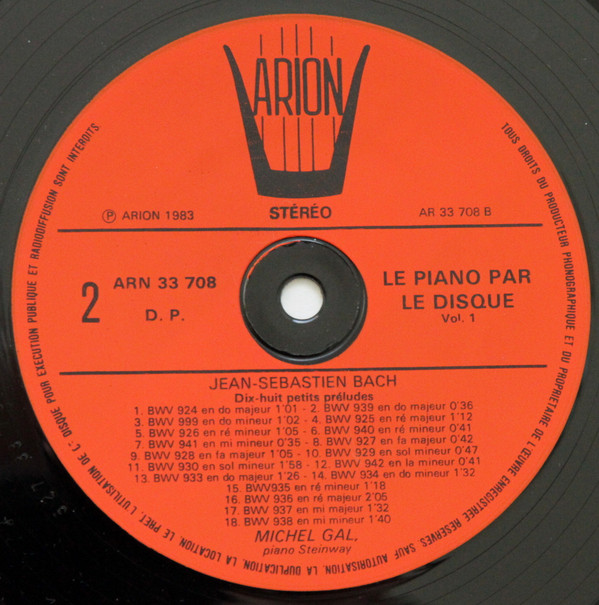 ARION
℗ ARION 1983
STÉRÉO
AR 33 708 B
2
ARN 33 708
D. P.
LE PIANO PAR
LE DISQUE
Vol. 1
JEAN-SEBASTIEN BACH
Dix-huit petits préludes
1. BWV 924 en do majeur 1'01 - 2. BWV 939 en do majeur 0'36
3. BWV 999 en do mineur 1'02 - 4. BWV 925 en ré majeur 1'12
5. BWV 926 en ré mineur 1'05 - 6. BWV 940 en ré mineur 0'41
7. BWV 941 en mi mineur 0'35 - 8. BWV 927 en fa majeur 0'42
9. BWV 928 en fa majeur 1'05 - 10. BWV 929 en sol mineur 0'47
11. BWV 930 en sol mineur 1'58 - 12. BWV 942 en la mineur 0'41
13. BWV 933 en do majeur 1'26 - 14. BWV 934 en do mineur 1'32
15. BWV935 en ré mineur 1'18
16. BWV 936 en ré majeur 2'05
17. BWV 937 en mi majeur 1'32
18. BWV 938 en mi mineur 1'40
MICHEL GAL,
piano Steinway
TOUS DROITS DU PRODUCTEUR PHONOGRAPHIQUE ET DU PROPRIETAIRE DE L'ŒUVRE ENREGISTREE RESERVES. SAUF AUTORISATION, LA DUPLICATION, LA LOCATION, LE PRET, L'UTILISATION DE CE DISQUE POUR EXECUTION PUBLIQUE ET RADIODIFFUSION SONT INTERDITS